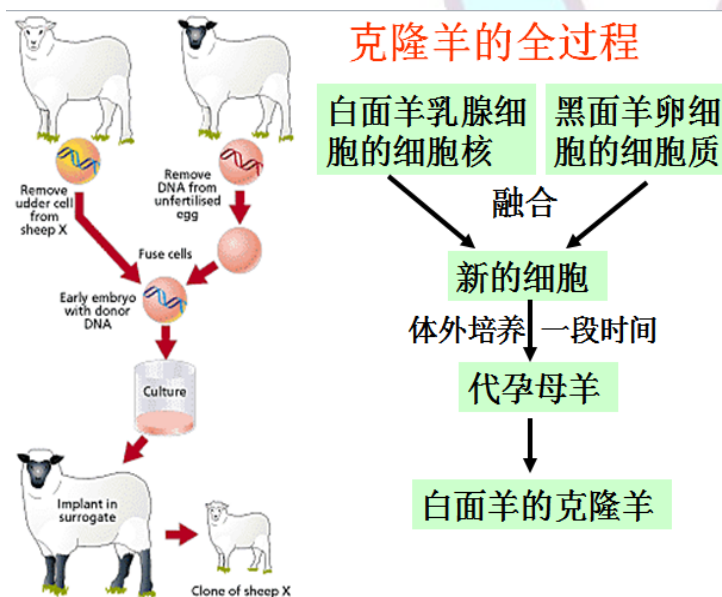 克隆羊的全过程
白面羊乳腺细
胞的细胞核
黑面羊卵细
胞的细胞质
融合
新的细胞
体外培养 一段时间
代孕母羊
白面羊的克隆羊
Remove
udder cell
from
sheep X
Remove
DNA from
unfertilised
egg
Fuse cells
Early embryo
with donor
DNA
Culture
Implant in
surrogate
Clone of sheep X